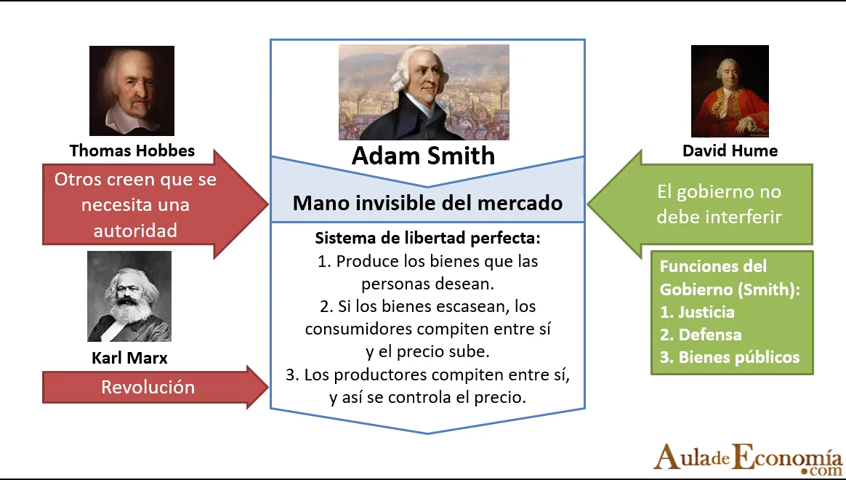 Thomas Hobbes
Otros creen que se
necesita una
autoridad
Karl Marx
Revolución
Adam Smith
Mano invisible del mercado
Sistema de libertad perfecta:
1. Produce los bienes que las
personas desean.
2. Si los bienes escasean, los
consumidores compiten entre sí
y el precio sube.
3. Los productores compiten entre sí,
y así se controla el precio.
David Hume
El gobierno no
debe interferir
Funciones del
Gobierno (Smith):
1. Justicia
2. Defensa
3. Bienes públicos
AuladeEconomía
.com